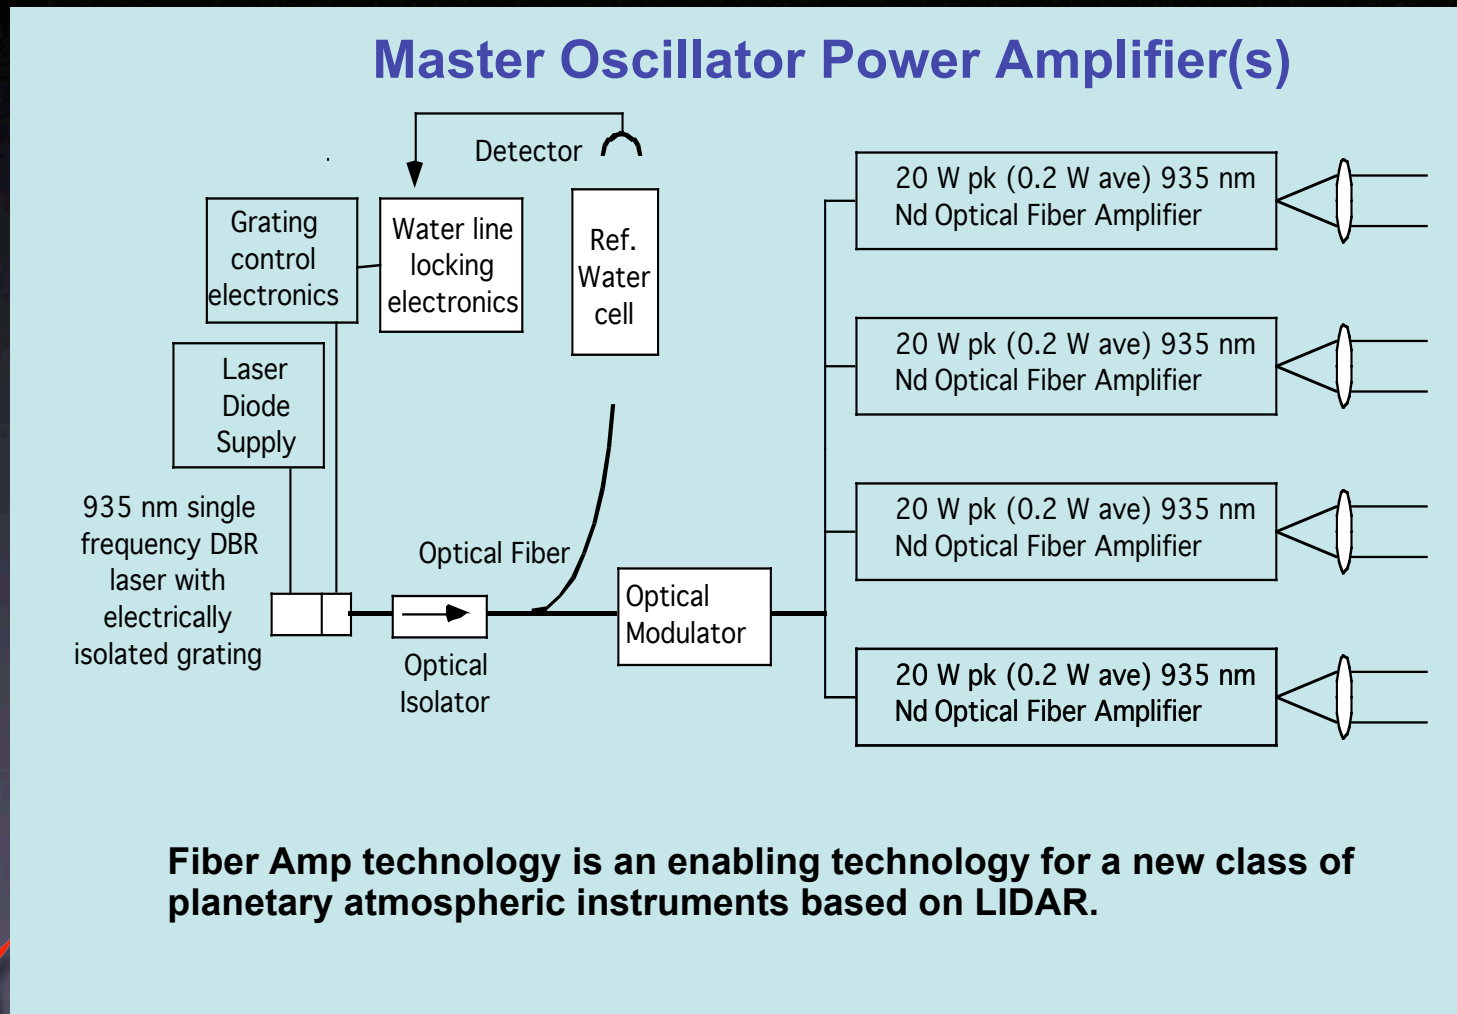 Master Oscillator Power Amplifier(s)
Detector
Grating
control
electronics
Water line
locking
electronics
Ref.
Water
cell
Laser
Diode
Supply
935 nm single
frequency DBR
laser with
electrically
isolated grating
Optical Fiber
Optical
Isolator
Optical
Modulator
20 W pk (0.2 W ave) 935 nm
Nd Optical Fiber Amplifier
20 W pk (0.2 W ave) 935 nm
Nd Optical Fiber Amplifier
20 W pk (0.2 W ave) 935 nm
Nd Optical Fiber Amplifier
20 W pk (0.2 W ave) 935 nm
Nd Optical Fiber Amplifier
Fiber Amp technology is an enabling technology for a new class of
planetary atmospheric instruments based on LIDAR.